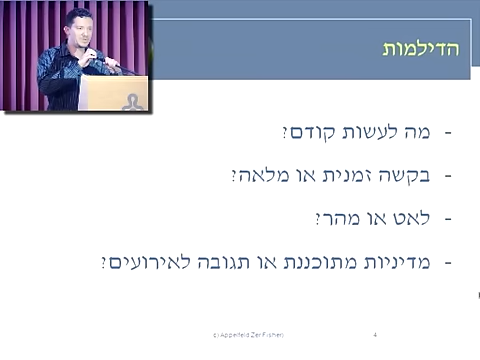 הדילמות
- מה לעשות קודם?
- בקשה זמנית או מלאה?
- לאט או מהר?
- מדיניות מתוכננת או תגובה לאירועים?
4